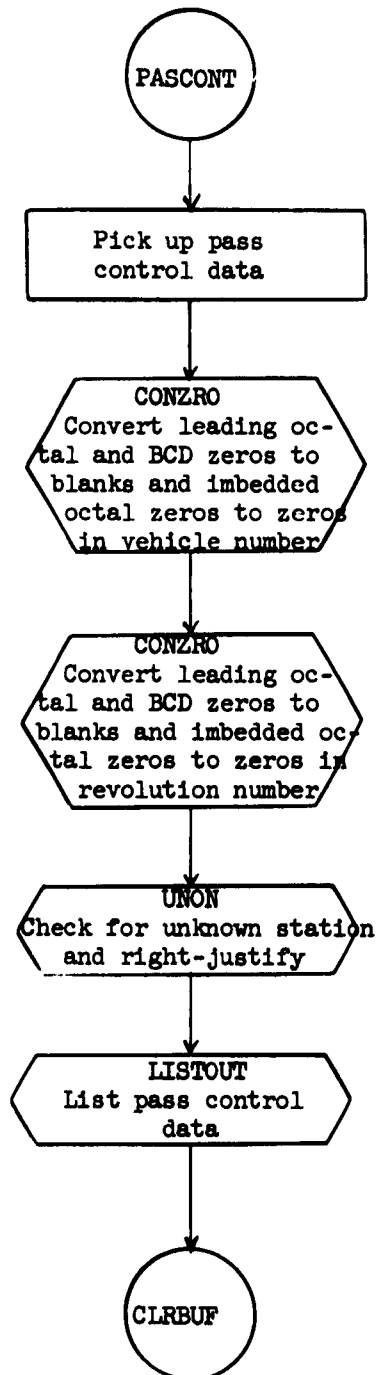 PASCONT
Pick up pass
control data
CONZRO
Convert leading oc-
tal and BCD zeros to
blanks and imbedded
octal zeros to zeros
in vehicle number
CONZRO
Convert leading oc-
tal and BCD zeros to
blanks and imbedded oc-
tal zeros to zeros in
revolution number
UNON
Check for unknown station
and right-justify
LISTOUT
List pass control
data
CLRBUF